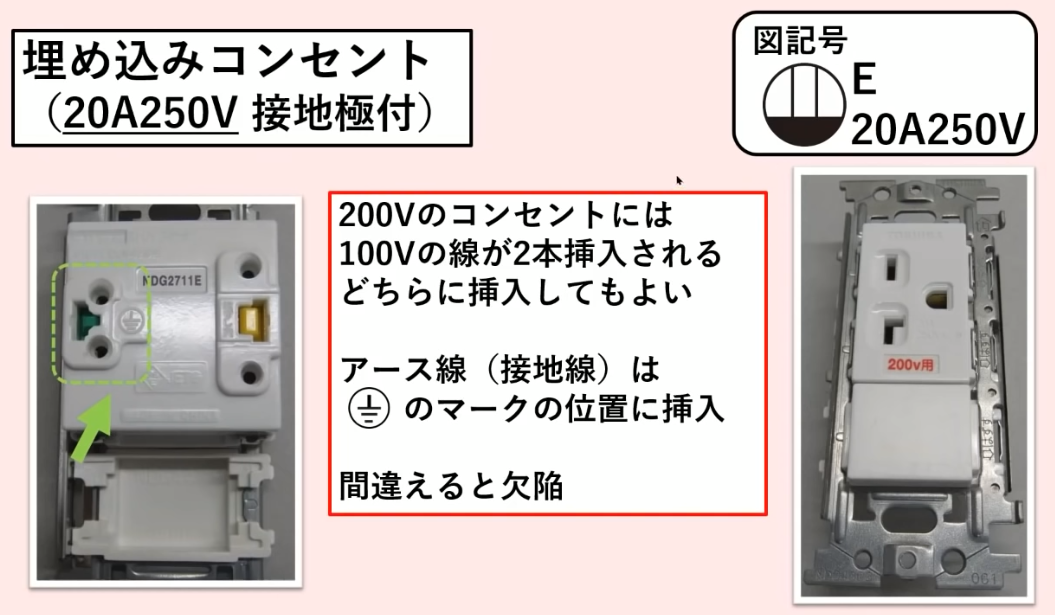 埋め込みコンセント
（20A250V 接地極付）
図記号
E
20A250V
NDG2711E
200Vのコンセントには
100Vの線が2本挿入される
どちらに挿入してもよい
アース線（接地線）は
のマークの位置に挿入
間違えると欠陥
200v用
061